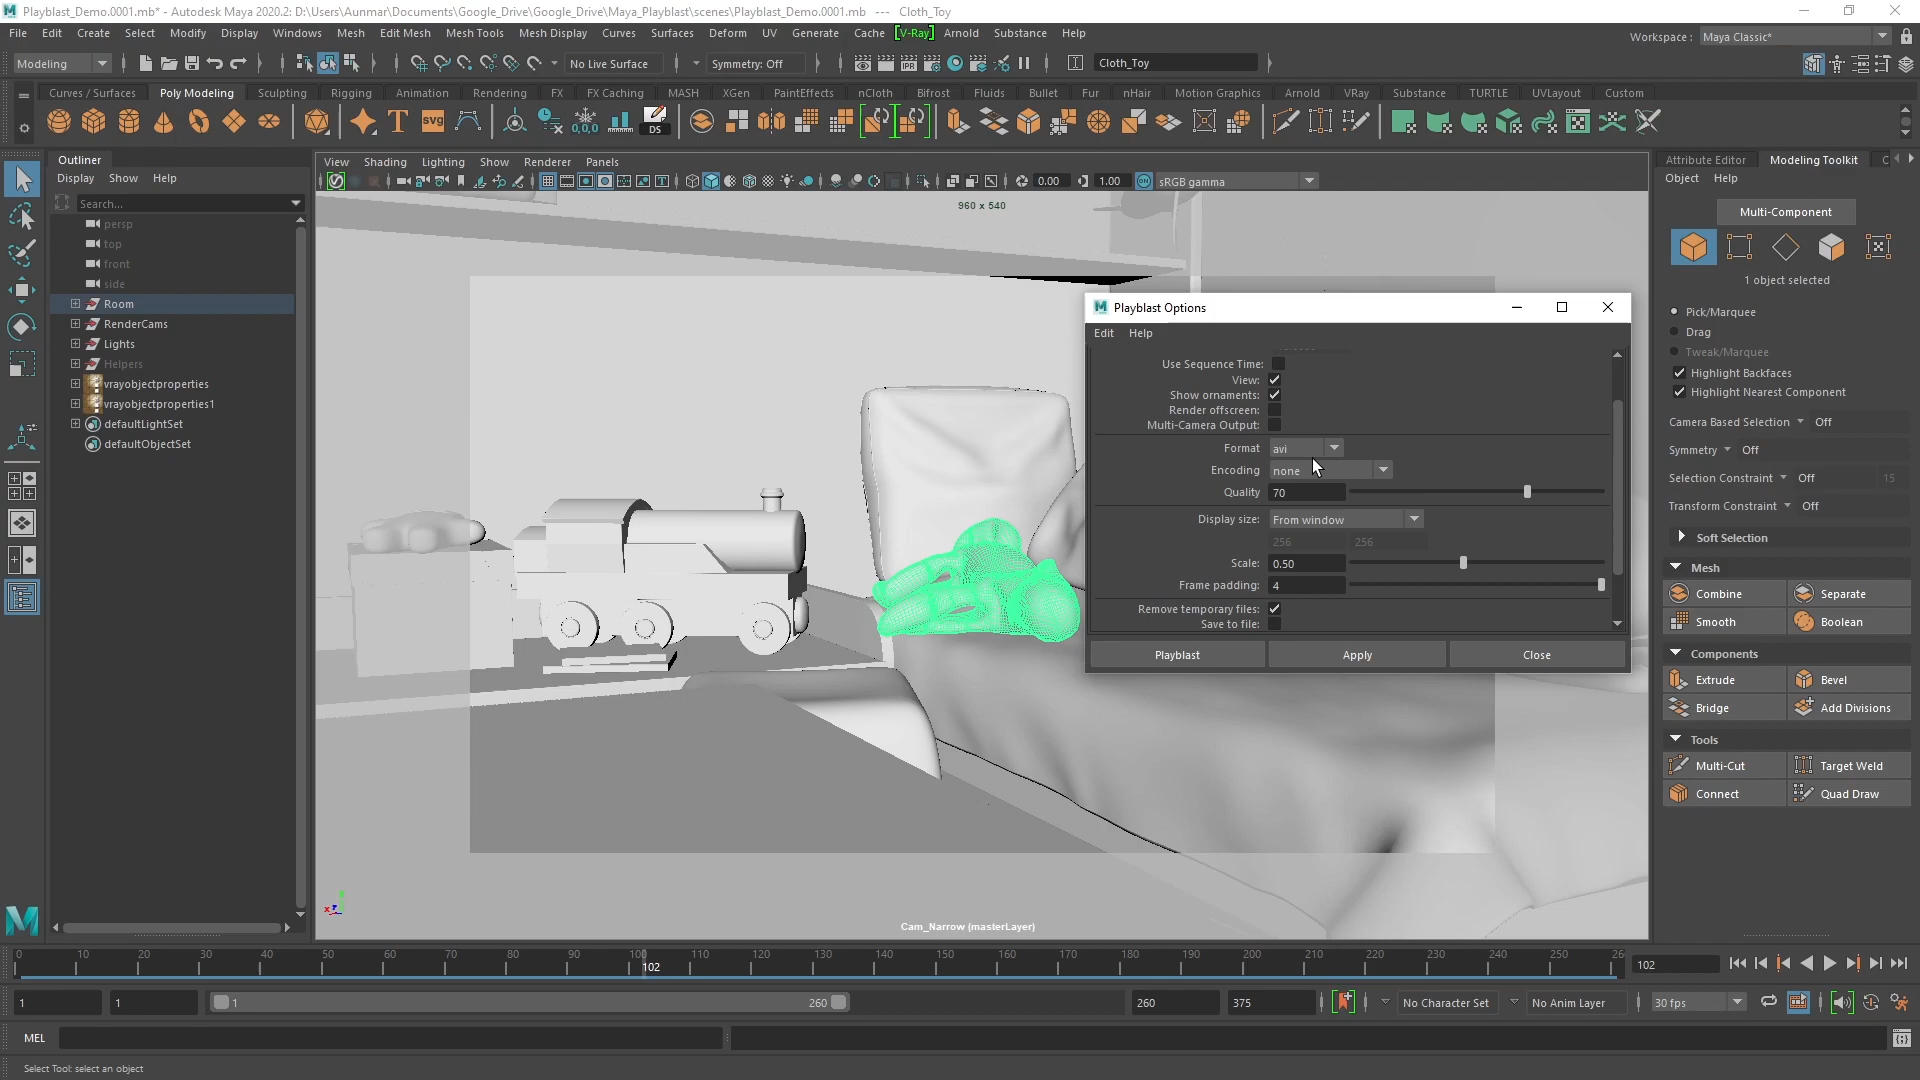 Playblast_Demo.0001.mb* - Autodesk Maya 2020.2: D:\Users\Aunmar\Documents\Google_Drive\Google_Drive\Maya_Playblast\scenes\Playblast_Demo.0001.mb --- Cloth_Toy
File Edit Create Select Modify Display Windows Mesh Edit Mesh Mesh Tools Mesh Display Curves Surfaces Deform UV Generate Cache [V-Ray] Arnold Substance Help
Workspace : Maya Classic*
Modeling No Live Surface Symmetry: Off IPR Cloth_Toy
Curves / Surfaces Poly Modeling Sculpting Rigging Animation Rendering FX FX Caching MASH XGen PaintEffects nCloth Bifrost Fluids Bullet Fur nHair Motion Graphics Arnold VRay Substance TURTLE UVLayout Custom
T SVG 0,0,0 DS
Outliner
Display Show Help
Search...
persp
top
front
side
Room
RenderCams
Lights
Helpers
vrayobjectproperties
vrayobjectproperties1
defaultLightSet
defaultObjectSet
View Shading Lighting Show Renderer Panels
0.00 1.00 sRGB gamma
960 x 540
Cam_Narrow (masterLayer)
Playblast Options
Edit Help
Use Sequence Time:
View:
Show ornaments:
Render offscreen:
Multi-Camera Output:
Format avi
Encoding none
Quality 70
Display size: From window
256 256
Scale: 0.50
Frame padding: 4
Remove temporary files:
Save to file:
Playblast Apply Close
Attribute Editor Modeling Toolkit C
Object Help
Multi-Component
1 object selected
Pick/Marquee
Drag
Tweak/Marquee
Highlight Backfaces
Highlight Nearest Component
Camera Based Selection Off
Symmetry Off
Selection Constraint Off 15
Transform Constraint Off
Soft Selection
Mesh
Combine Separate
Smooth Boolean
Components
Extrude Bevel
Bridge Add Divisions
Tools
Multi-Cut Target Weld
Connect Quad Draw
0 10 20 30 40 50 60 70 80 90 100 110 120 130 140 150 160 170 180 190 200 210 220 230 240 250 26
102 102
1 1 1 260 260 375 No Character Set No Anim Layer 30 fps
MEL
Select Tool: select an object